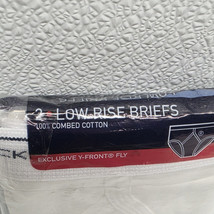 2 - LOW-RISE BRIEFS
100% COMBED COTTON
EXCLUSIVE Y-FRONT® FLY